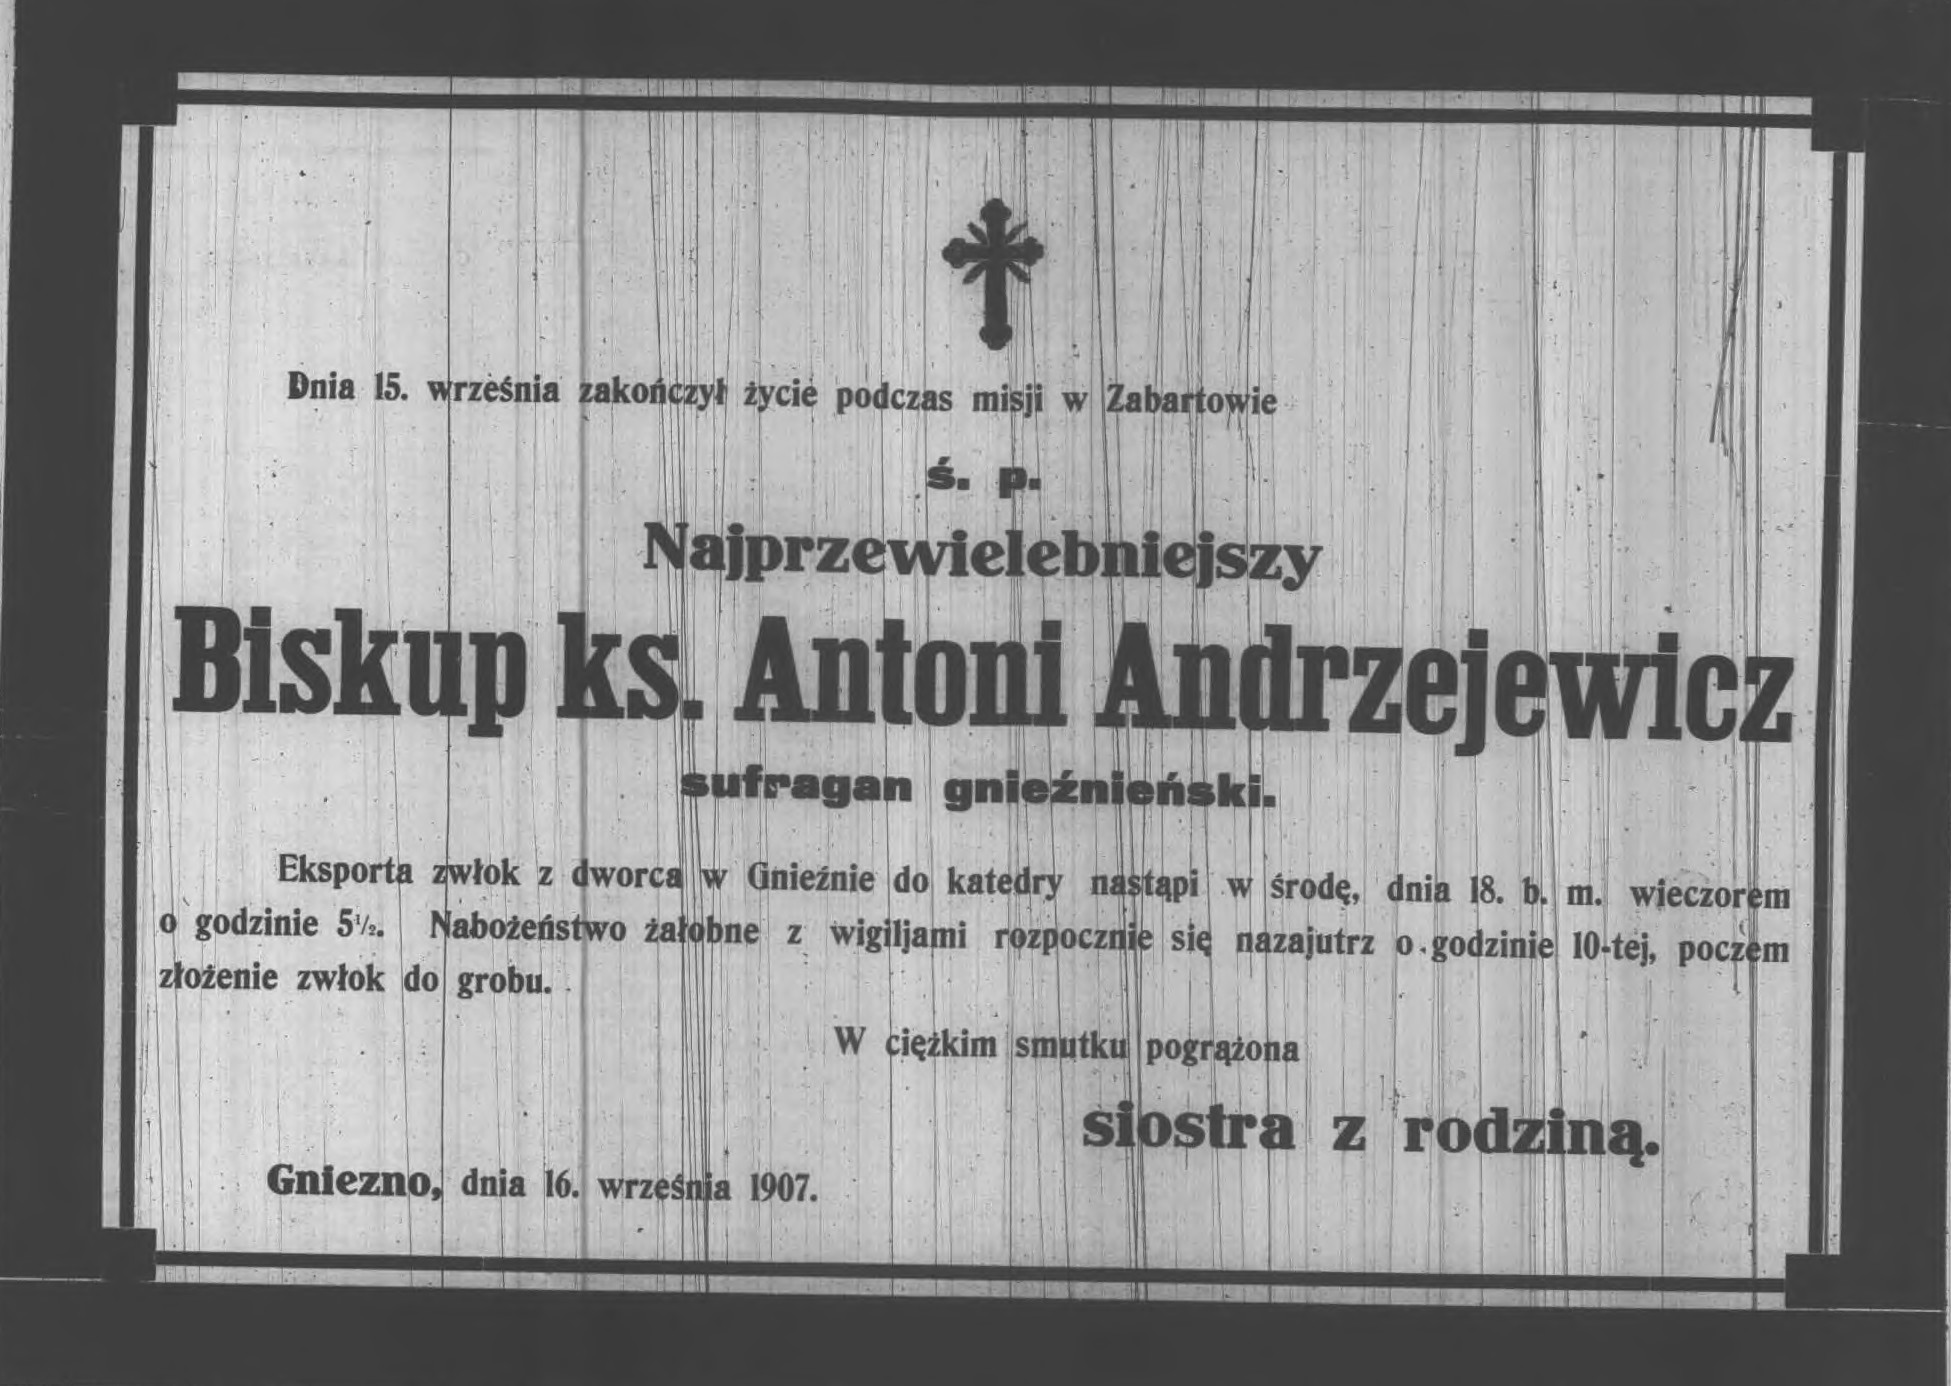 Dnia 15. września zakończył życie podczas misji w Zabartowie
ś. p.
Najprzewielebniejszy
Biskup ks. Antoni Andrzejewicz
sufragan gnieźnieński.
Eksporta zwłok z dworca w Gnieźnie do katedry nastąpi w środę, dnia 18. b. m. wieczorem
o godzinie 5½. Nabożeństwo żałobne z wigiljami rozpocznie się nazajutrz o godzinie 10-tej, poczem
złożenie zwłok do grobu.
W ciężkim smutku pogrążona
siostra z rodziną.
Gniezno, dnia 16. września 1907.